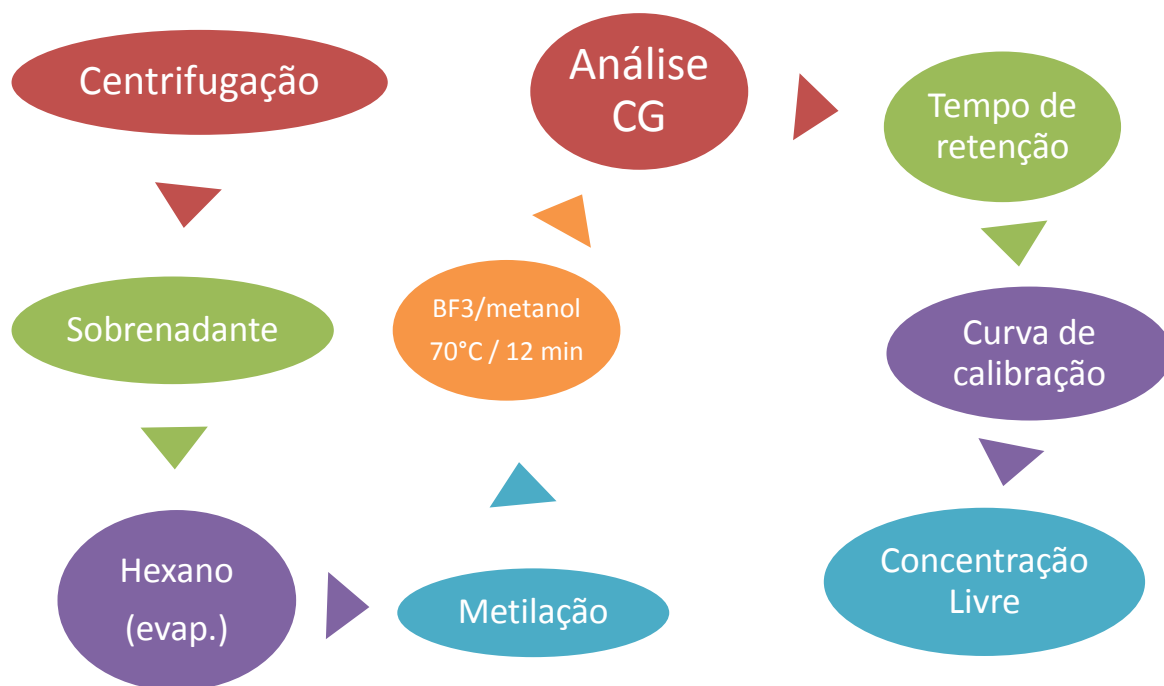 Centrifugação
Sobrenadante
Hexano
(evap.)
Metilação
BF3/metanol
70°C / 12 min
Análise
CG
Tempo de
retenção
Curva de
calibração
Concentração
Livre